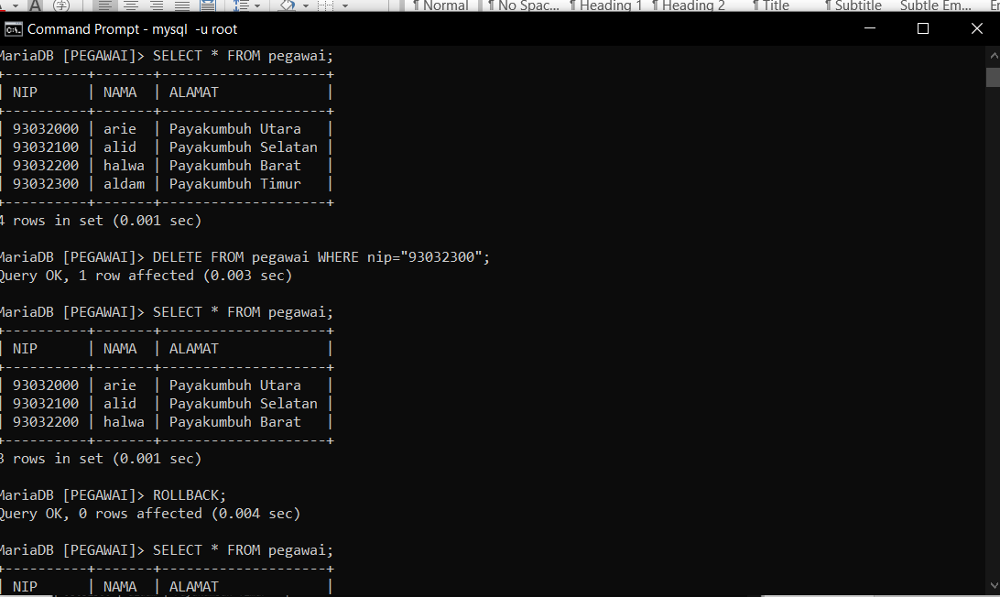 ¶ Normal ¶ No Spac... ¶ Heading 1 ¶ Heading 2 ¶ Title ¶ Subtitle Subtle Em...
Command Prompt - mysql -u root
MariaDB [PEGAWAI]> SELECT * FROM pegawai;
+----------+-------+--------------------+
| NIP      | NAMA  | ALAMAT             |
+----------+-------+--------------------+
| 93032000 | arie  | Payakumbuh Utara   |
| 93032100 | alid  | Payakumbuh Selatan |
| 93032200 | halwa | Payakumbuh Barat   |
| 93032300 | aldam | Payakumbuh Timur   |
+----------+-------+--------------------+
4 rows in set (0.001 sec)
MariaDB [PEGAWAI]> DELETE FROM pegawai WHERE nip="93032300";
Query OK, 1 row affected (0.003 sec)
MariaDB [PEGAWAI]> SELECT * FROM pegawai;
+----------+-------+--------------------+
| NIP      | NAMA  | ALAMAT             |
+----------+-------+--------------------+
| 93032000 | arie  | Payakumbuh Utara   |
| 93032100 | alid  | Payakumbuh Selatan |
| 93032200 | halwa | Payakumbuh Barat   |
+----------+-------+--------------------+
3 rows in set (0.001 sec)
MariaDB [PEGAWAI]> ROLLBACK;
Query OK, 0 rows affected (0.004 sec)
MariaDB [PEGAWAI]> SELECT * FROM pegawai;
+----------+-------+--------------------+
| NIP      | NAMA  | ALAMAT             |